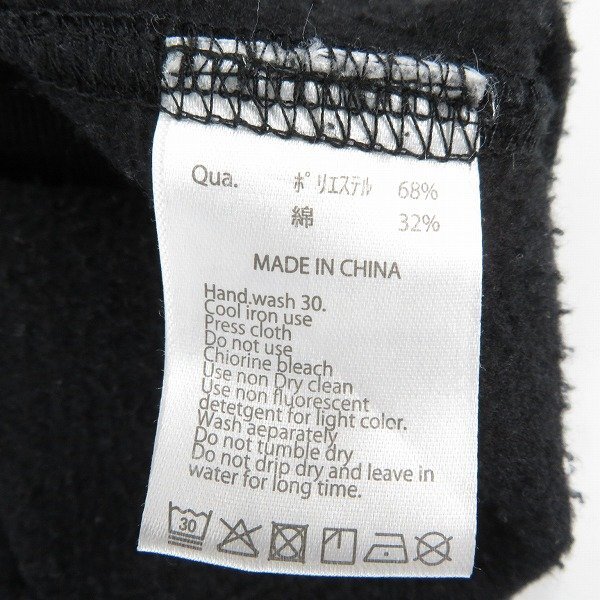 Qua. ポリエステル 68%
綿 32%
MADE IN CHINA
Hand.wash 30.
Cool iron use
Press cloth
Do not use
Chiorine bleach
Use non Dry clean
Use non fluorescent
detetgent for light color.
Wash aeparately
Do not tumble dry
Do not drip dry and leave in
water for long time.
30